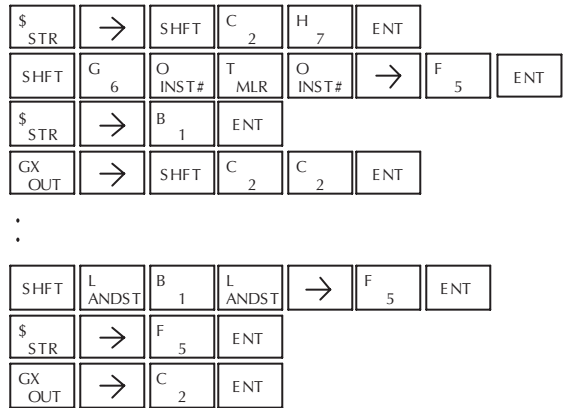 $ STR → SHFT C 2 H 7 ENT
SHFT G 6 O INST# T MLR O INST# → F 5 ENT
$ STR → B 1 ENT
GX OUT → SHFT C 2 C 2 ENT
SHFT L ANDST B 1 L ANDST → F 5 ENT
$ STR → F 5 ENT
GX OUT → C 2 ENT